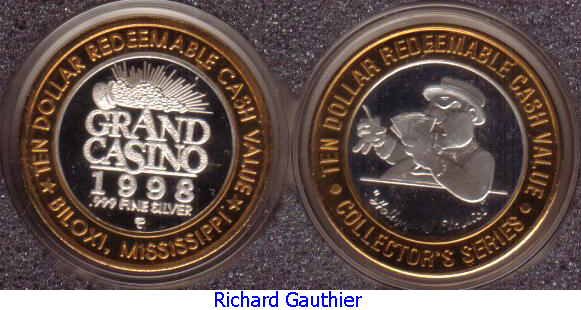 TEN DOLLAR REDEEMABLE CASH VALUE
GRAND
CASINO
1998
.999 FINE SILVER
BILOXI, MISSISSIPPI
TEN DOLLAR REDEEMABLE CASH VALUE
COLLECTOR'S SERIES
Richard Gauthier